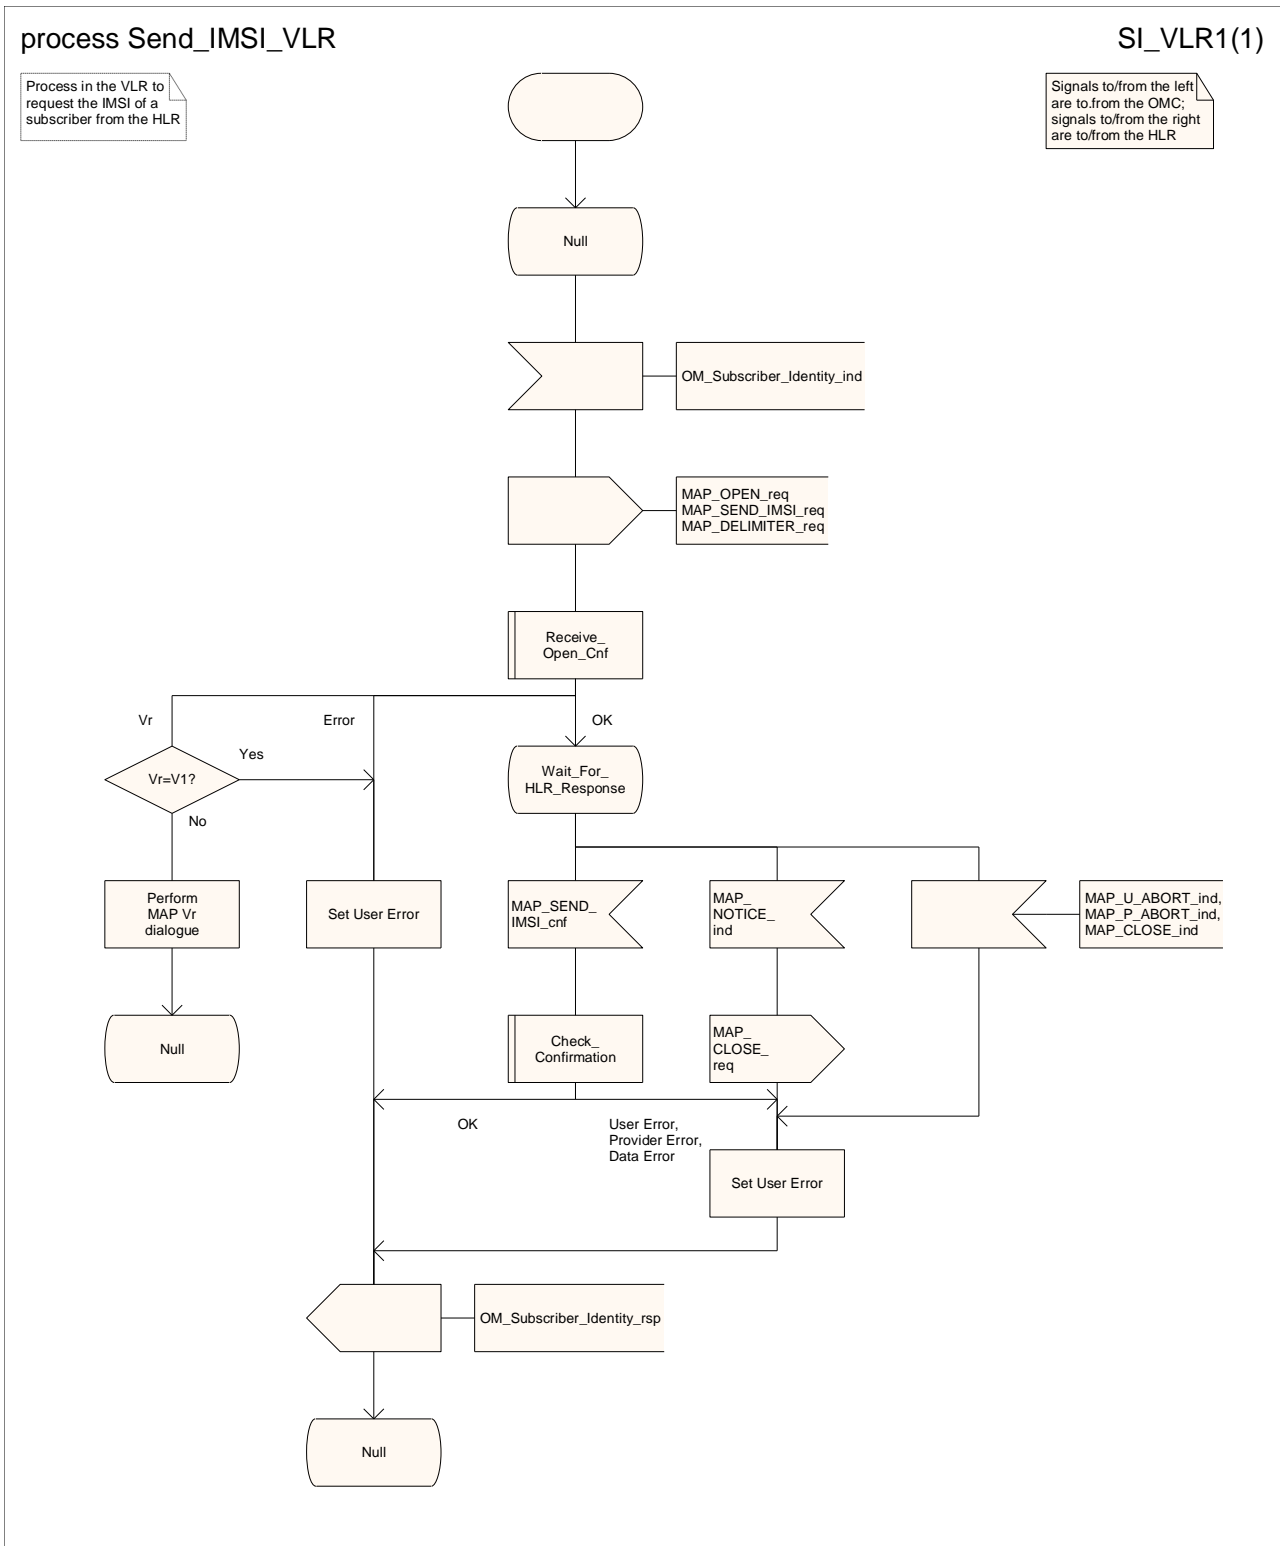 process Send_IMSI_VLR
SI_VLR1(1)
Process in the VLR to
request the IMSI of a
subscriber from the HLR
Signals to/from the left
are to.from the OMC;
signals to/from the right
are to/from the HLR
Null
OM_Subscriber_Identity_ind
MAP_OPEN_req
MAP_SEND_IMSI_req
MAP_DELIMITER_req
Receive_
Open_Cnf
Vr
Error
OK
Vr=V1?
Yes
No
Wait_For_
HLR_Response
Perform
MAP Vr
dialogue
Set User Error
MAP_SEND_
IMSI_cnf
MAP_
NOTICE_
ind
MAP_U_ABORT_ind,
MAP_P_ABORT_ind,
MAP_CLOSE_ind
Null
Check_
Confirmation
MAP_
CLOSE_
req
OK
User Error,
Provider Error,
Data Error
Set User Error
OM_Subscriber_Identity_rsp
Null